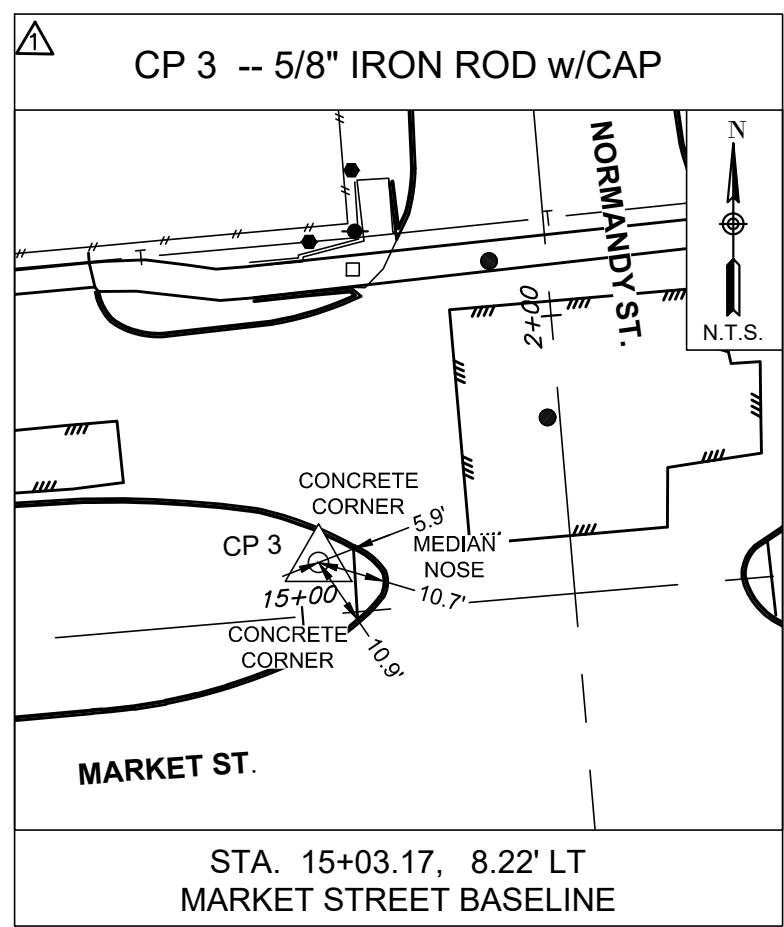 1
CP 3 -- 5/8" IRON ROD w/CAP
NORMANDY ST.
N
N.T.S.
T
T
2+00
CONCRETE
CORNER
5.9'
CP 3
MEDIAN
NOSE
15+00
10.7'
CONCRETE
CORNER
10.9'
MARKET ST.
STA. 15+03.17, 8.22' LT
MARKET STREET BASELINE